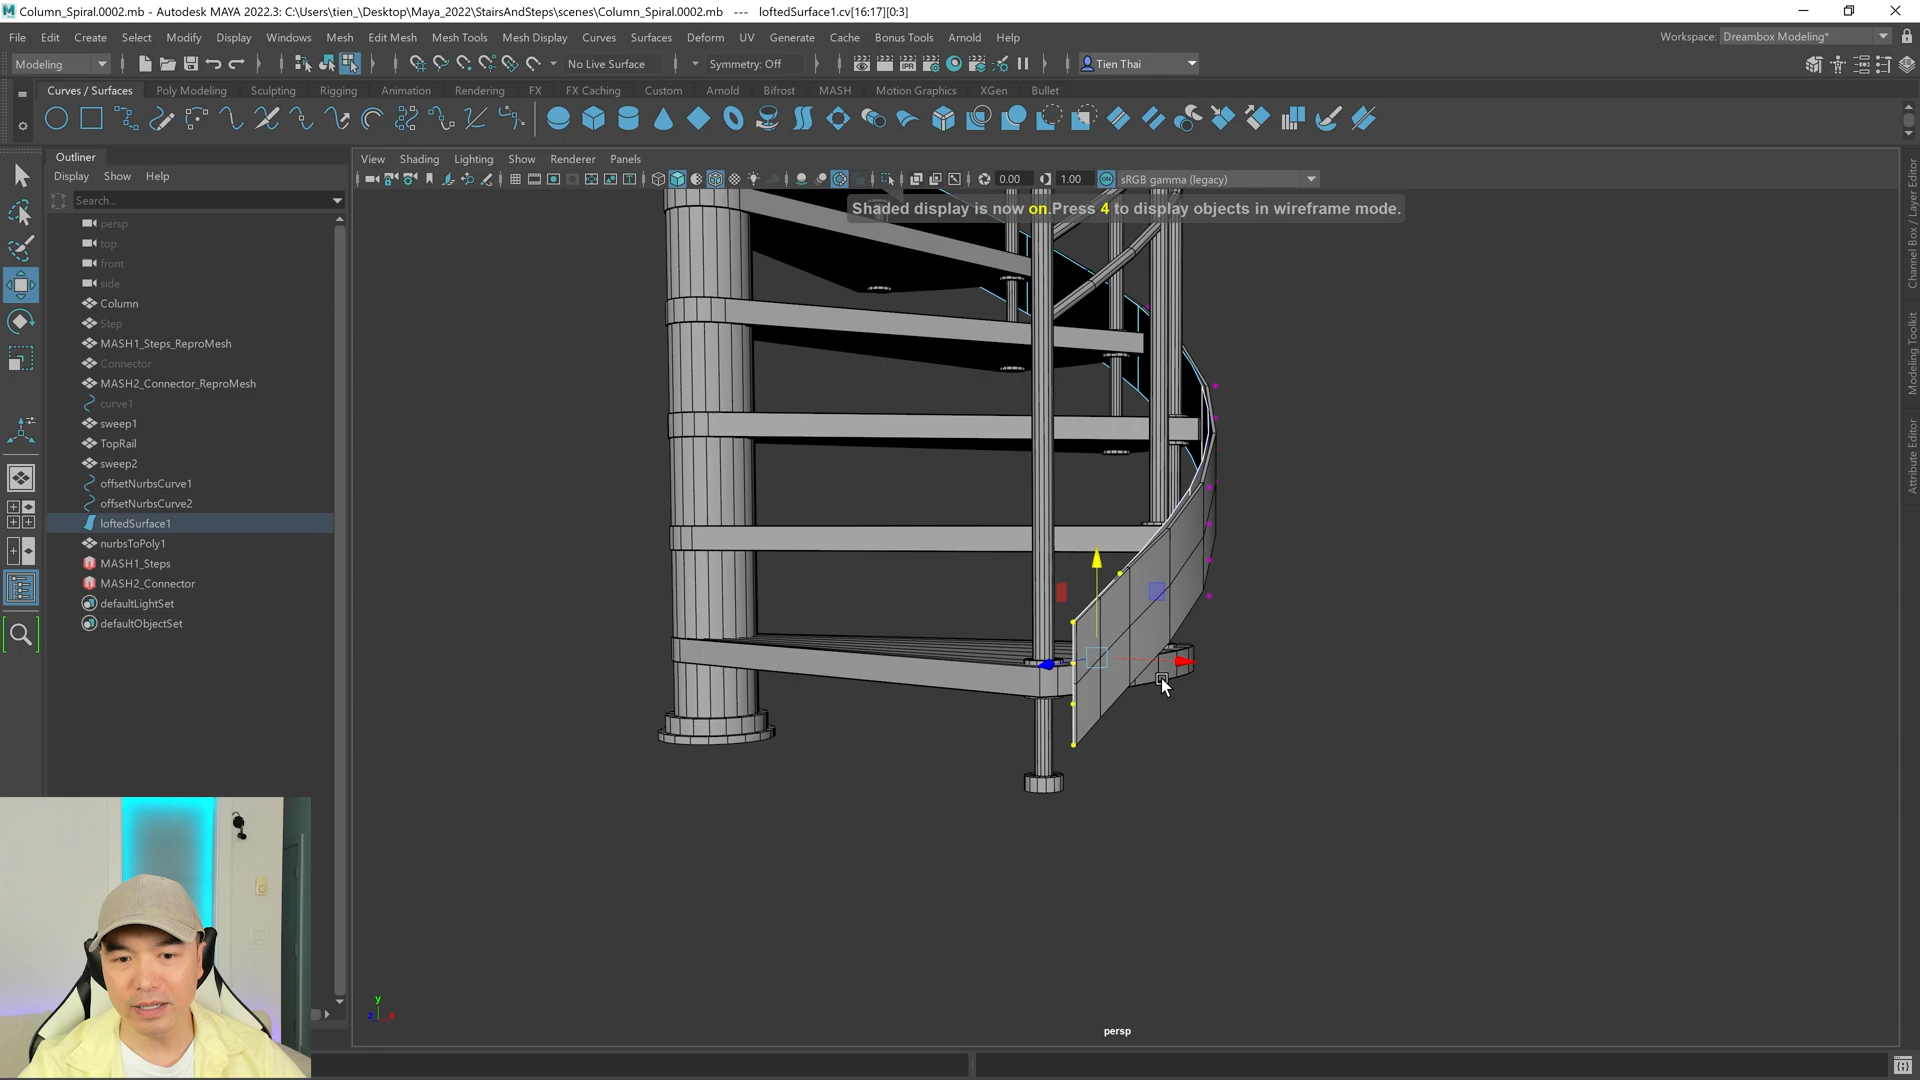 Column_Spiral.0002.mb - Autodesk MAYA 2022.3: C:\Users\tien_\Desktop\Maya_2022\StairsAndSteps\scenes\Column_Spiral.0002.mb --- loftedSurface1.cv[16:17][0:3]
File Edit Create Select Modify Display Windows Mesh Edit Mesh Mesh Tools Mesh Display Curves Surfaces Deform UV Generate Cache Bonus Tools Arnold Help
Workspace: Dreambox Modeling*
Modeling No Live Surface Symmetry: Off Tien Thai
Curves / Surfaces Poly Modeling Sculpting Rigging Animation Rendering FX FX Caching Custom Arnold Bifrost MASH Motion Graphics XGen Bullet
Outliner
Display Show Help
Search...
persp
top
front
side
Column
Step
MASH1_Steps_ReproMesh
Connector
MASH2_Connector_ReproMesh
curve1
sweep1
TopRail
sweep2
offsetNurbsCurve1
offsetNurbsCurve2
loftedSurface1
nurbsToPoly1
MASH1_Steps
MASH2_Connector
defaultLightSet
defaultObjectSet
View Shading Lighting Show Renderer Panels
0.00 1.00 ON sRGB gamma (legacy)
Shaded display is now on.Press 4 to display objects in wireframe mode.
y
z x
persp
Channel Box / Layer Editor
Modeling Toolkit
Attribute Editor